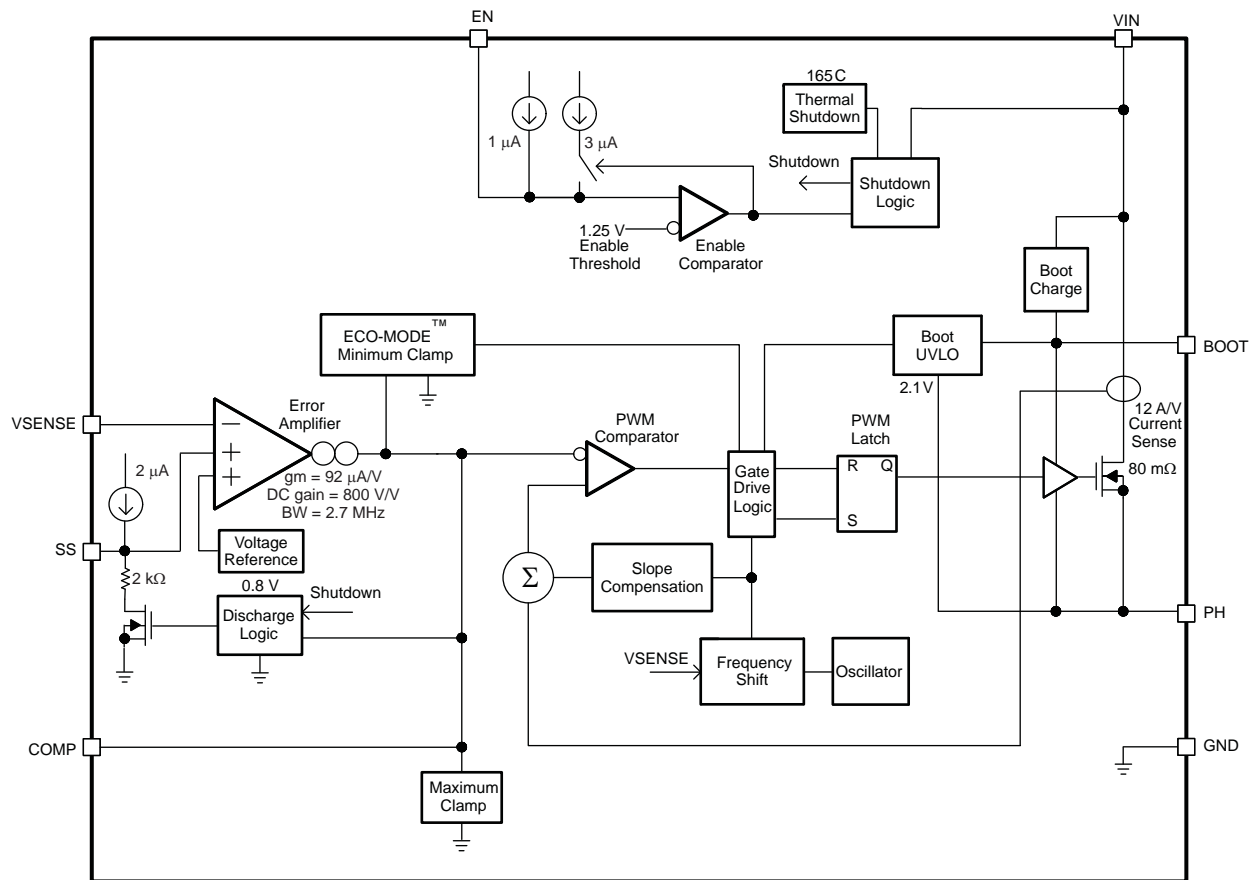 EN
VIN
165C
Thermal
Shutdown
1 μA
3 μA
Shutdown
Shutdown
Logic
1.25 V
Enable
Threshold
Enable
Comparator
Boot
Charge
ECO-MODE™
Minimum Clamp
Boot
UVLO
BOOT
2.1 V
12 A/V
Current
Sense
80 mΩ
VSENSE
Error
Amplifier
gm = 92 μA/V
DC gain = 800 V/V
BW = 2.7 MHz
PWM
Comparator
Gate
Drive
Logic
PWM
Latch
R
Q
S
2 μA
SS
Voltage
Reference
2 kΩ
0.8 V
Discharge
Logic
Shutdown
Σ
Slope
Compensation
PH
VSENSE
Frequency
Shift
Oscillator
COMP
Maximum
Clamp
GND